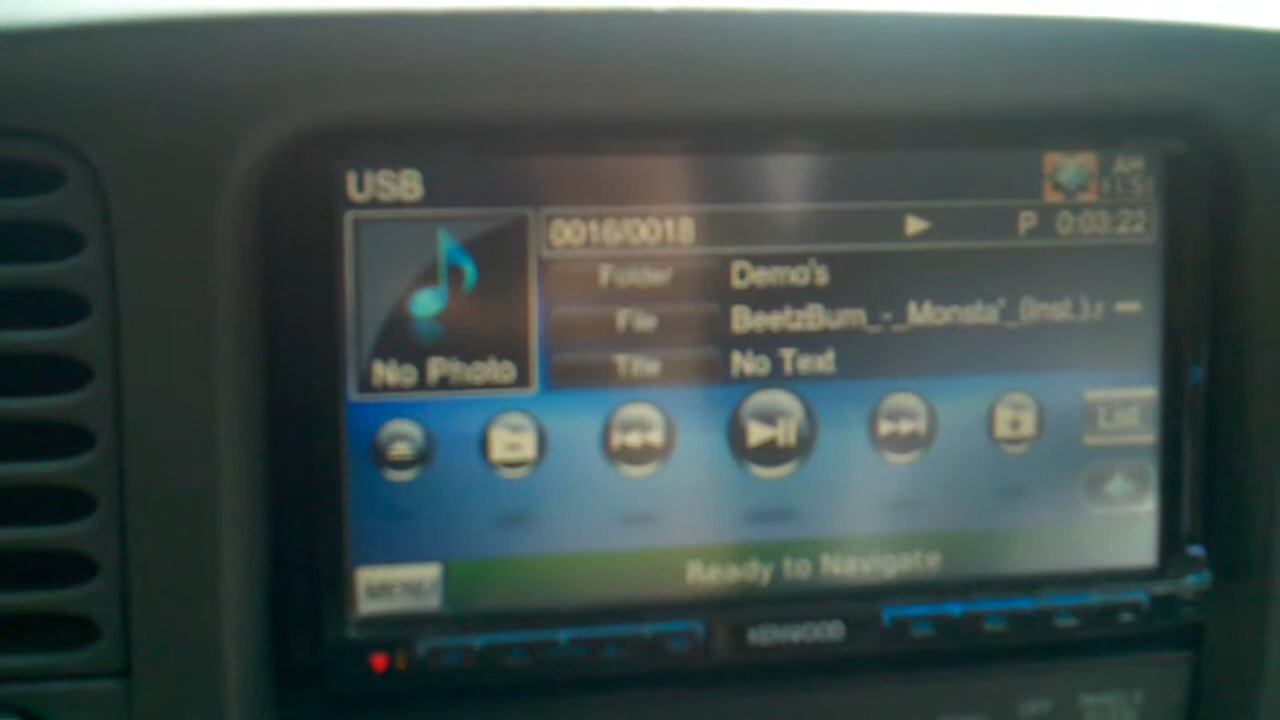 USB
0016/0018 P 0:03:22
Folder Demo's
File BeetzBum_-_Monsta'_(Inst.).r
Title No Text
No Photo
List
Ready to Navigate
MENU
KENWOOD